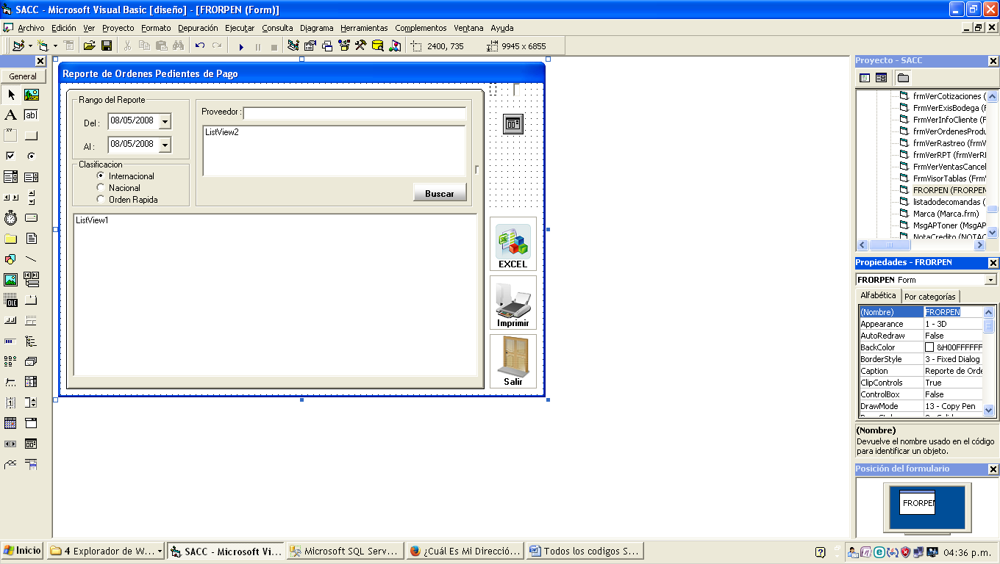 SACC - Microsoft Visual Basic [diseño] - [FRORPEN (Form)]
Archivo Edición Ver Proyecto Formato Depuración Ejecutar Consulta Diagrama Herramientas Complementos Ventana Ayuda
2400, 735 9945 x 6855
General
A
ab|
xv
OLE
Reporte de Ordenes Pedientes de Pago
Rango del Reporte
Del :
08/05/2008
Al :
08/05/2008
Clasificacion
Internacional
Nacional
Orden Rapida
Proveedor :
ListView2
Buscar
ListView1
EXCEL
Imprimir
Salir
Proyecto - SACC
frmVerCotizaciones (
FrmVerExisBodega (F
FrmVerInfoCliente (F
frmVerOrdenesProdu
frmVerRastreo (frmV
frmVerRPT (frmVerRI
FrmVerVentasCancel
FrmVisorTablas (Frm'
FRORPEN (FRORPEN
listadodecomandas (
Marca (Marca.frm)
MsgAPToner (MsgAP
NotaCredito (NOTAC
Propiedades - FRORPEN
FRORPEN Form
Alfabética Por categorías
(Nombre) FRORPEN
Appearance 1 - 3D
AutoRedraw False
BackColor &H00FFFFFF
BorderStyle 3 - Fixed Dialog
Caption Reporte de Orde
ClipControls True
ControlBox False
DrawMode 13 - Copy Pen
(Nombre)
Devuelve el nombre usado en el código
para identificar un objeto.
Posición del formulario
FRORPEN
Inicio
4 Explorador de W...
SACC - Microsoft Vi...
Microsoft SQL Serv...
¿Cuál Es Mi Direcció...
Todos los codigos S...
04:36 p.m.